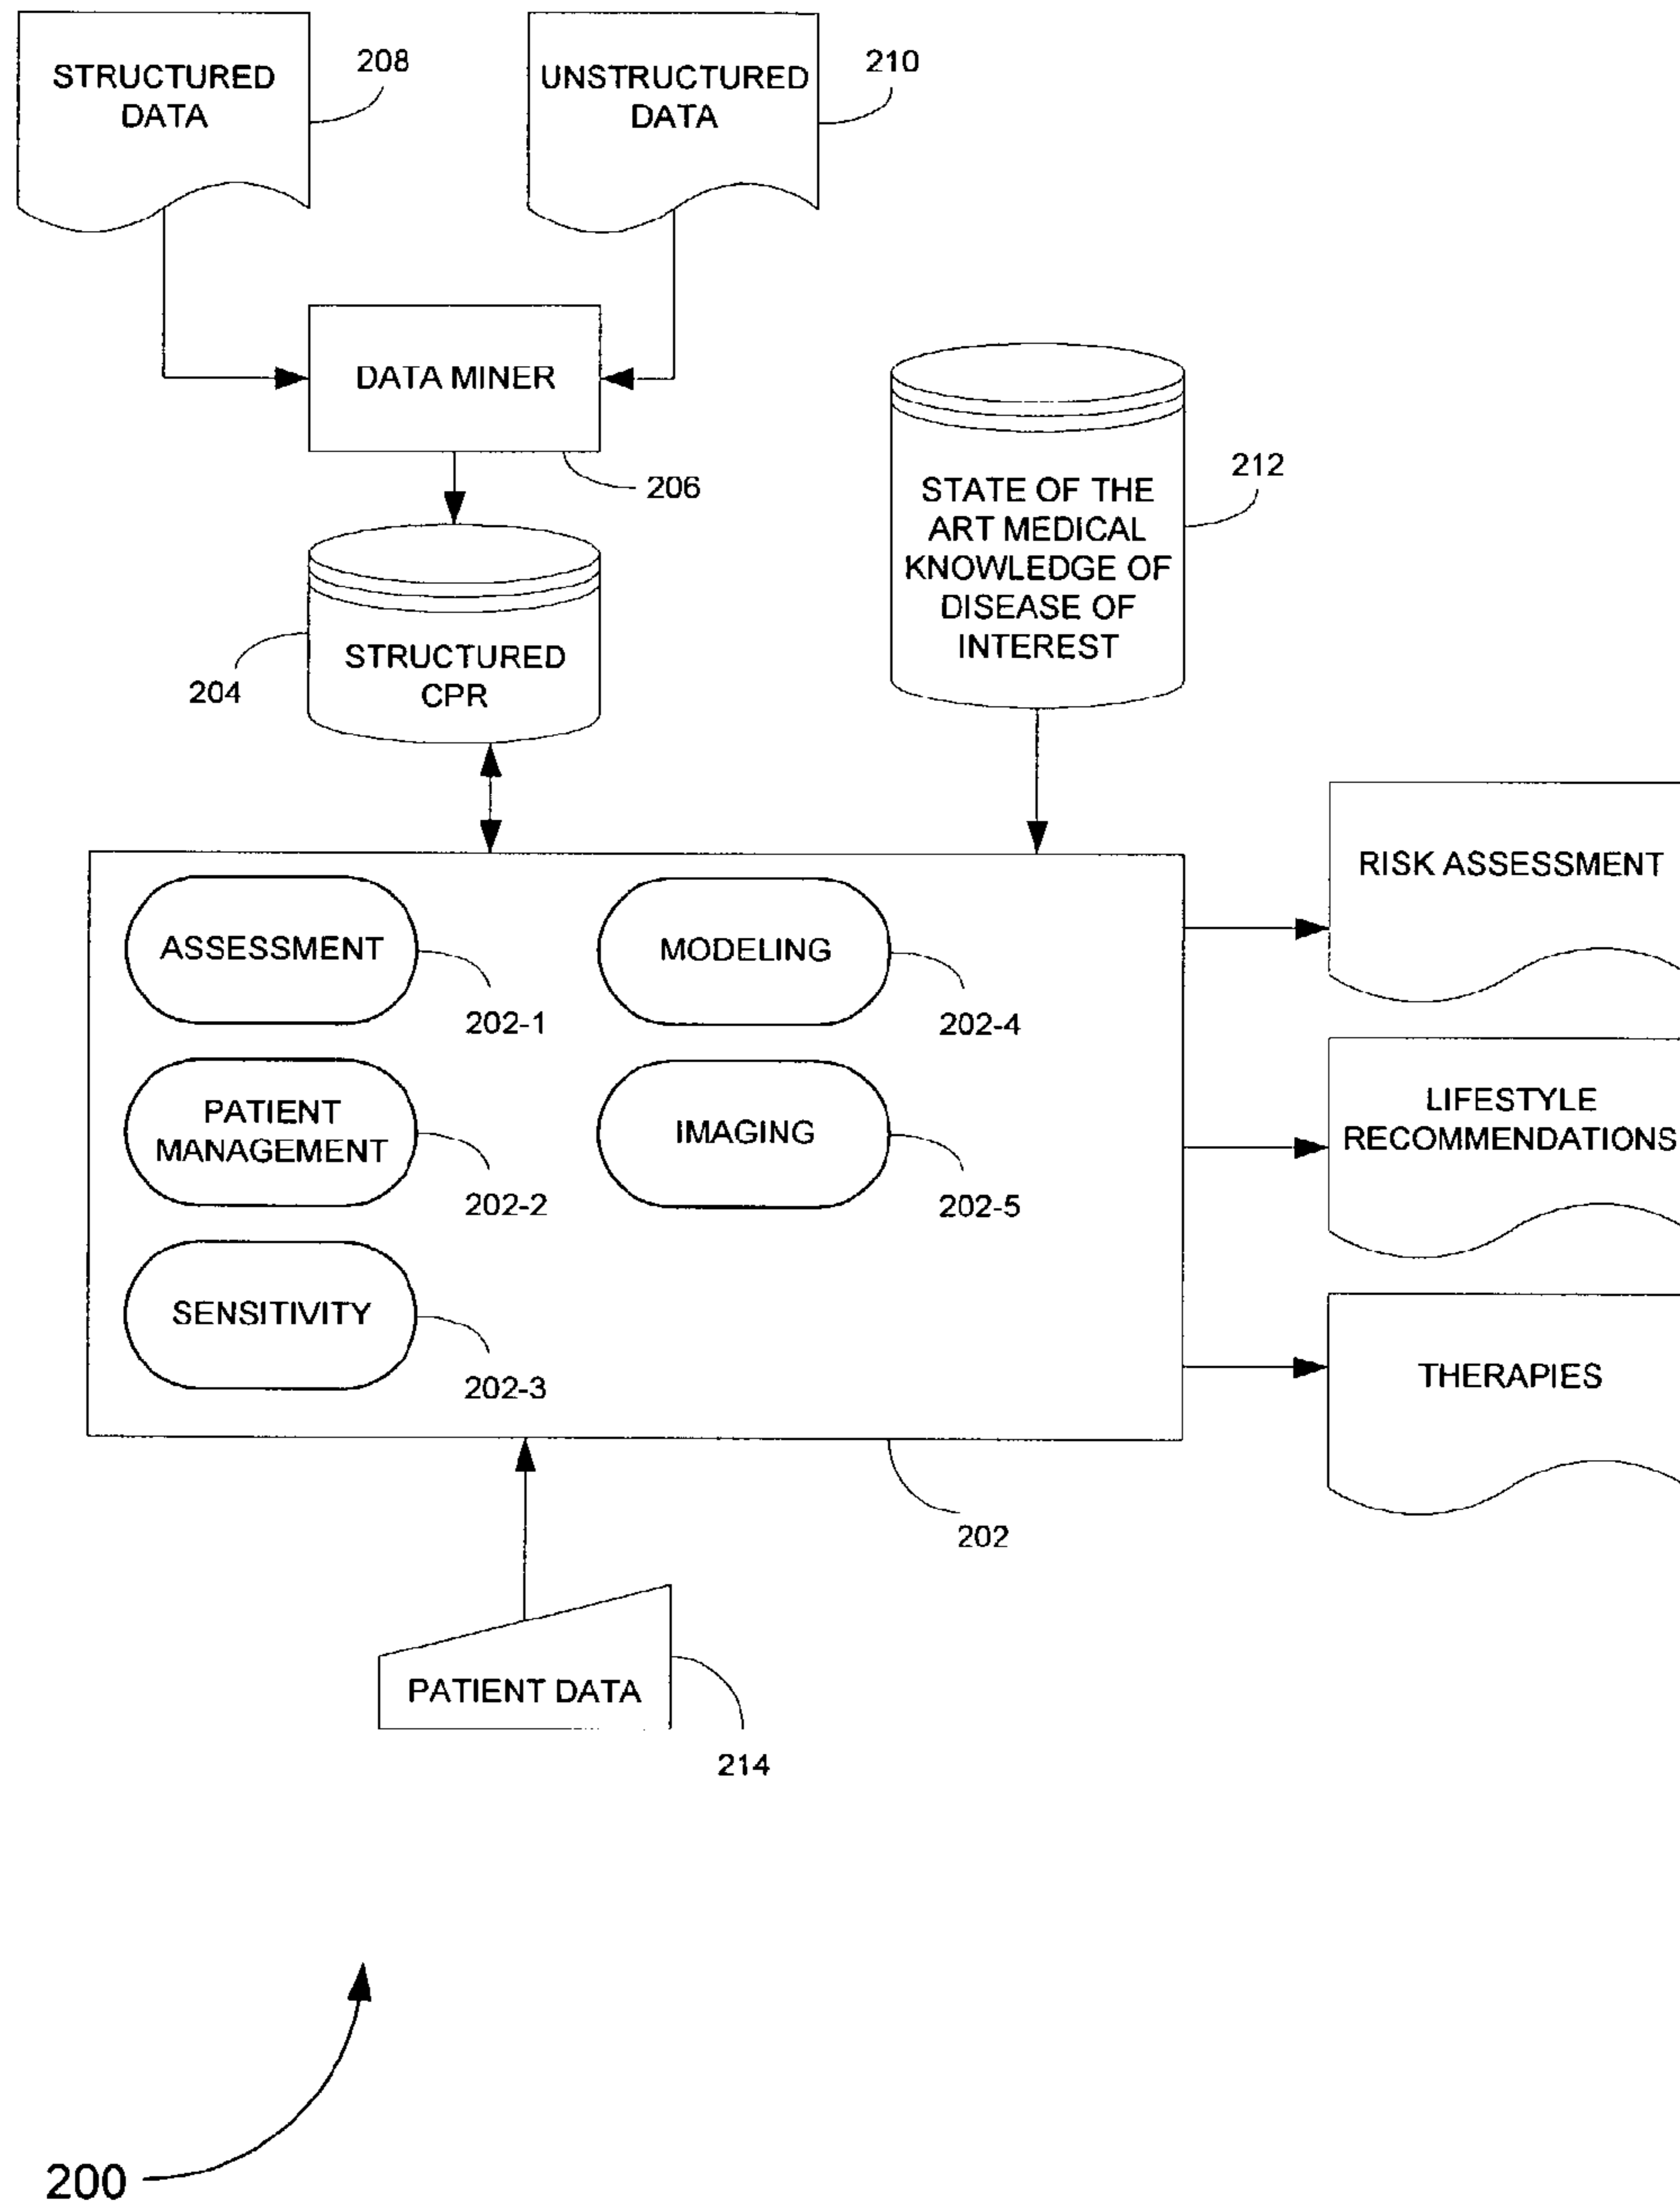 STRUCTURED
DATA
208
UNSTRUCTURED
DATA
210
DATA MINER
206
STRUCTURED
CPR
204
STATE OF THE
ART MEDICAL
KNOWLEDGE OF
DISEASE OF
INTEREST
212
ASSESSMENT
202-1
PATIENT
MANAGEMENT
202-2
SENSITIVITY
202-3
MODELING
202-4
IMAGING
202-5
202
RISK ASSESSMENT
LIFESTYLE
RECOMMENDATIONS
THERAPIES
PATIENT DATA
214
200